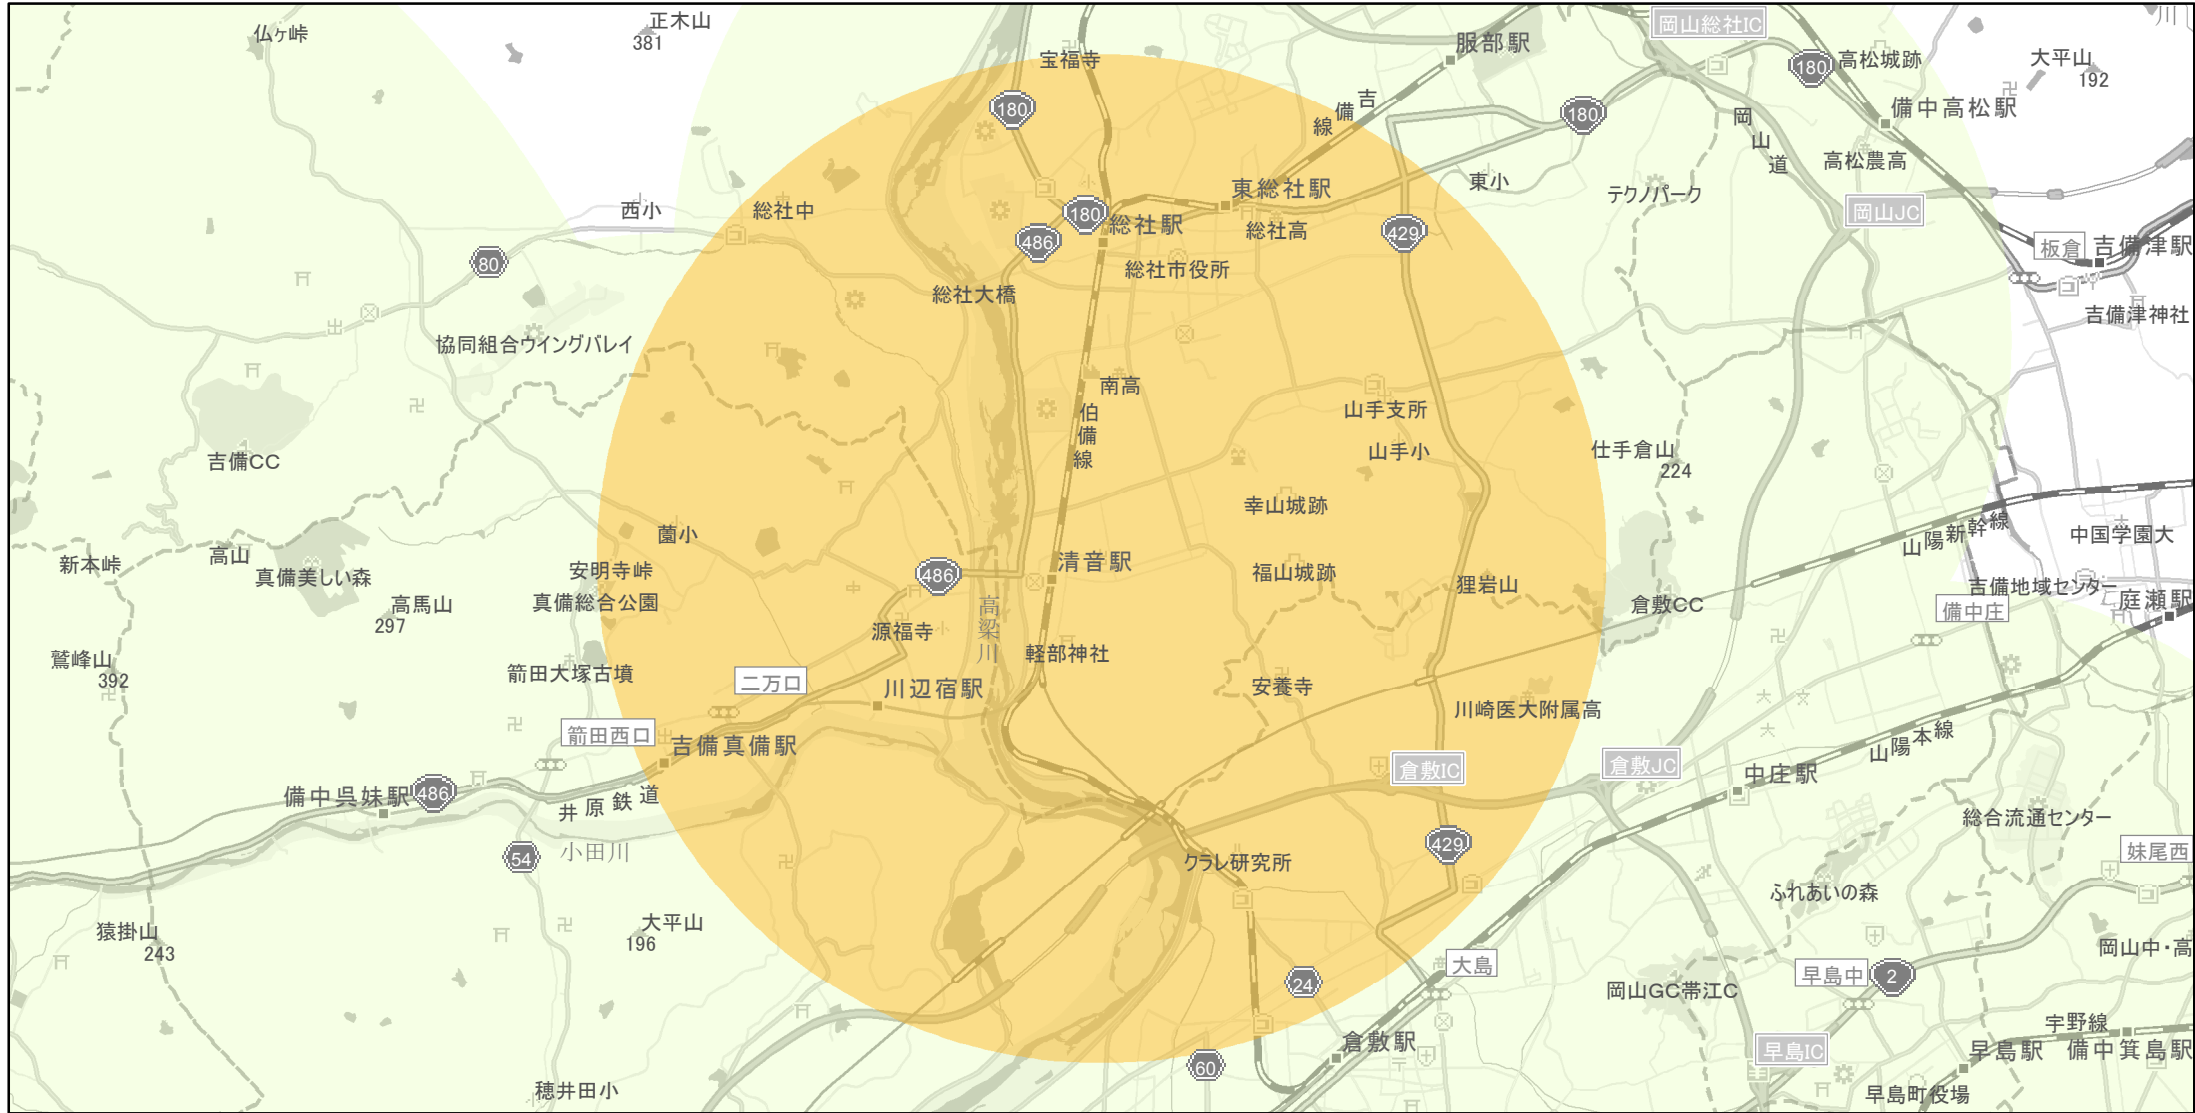 正木山
381
仏ヶ峠
宝福寺
服部駅
岡山総社IC
180
高松城跡
大平山
192
川
180
吉備線
180
備中高松駅
岡山道
高松農高
西小
総社中
東総社駅
東小
テクノパーク
180
総社駅
486
総社高
429
岡山JC
板倉
吉備津駅
80
総社市役所
総社大橋
吉備津神社
協同組合ウイングバレイ
南高
伯備線
山手支所
吉備CC
山手小
仕手倉山
224
幸山城跡
薗小
山陽新幹線
中国学園大
新本峠
高山
真備美しい森
安明寺峠
486
清音駅
福山城跡
狸岩山
吉備地域センター
高馬山
297
真備総合公園
高梁川
倉敷CC
備中庄
庭瀬駅
源福寺
軽部神社
鷲峰山
392
箭田大塚古墳
二万口
川辺宿駅
安養寺
川崎医大附属高
箭田西口
吉備真備駅
倉敷IC
倉敷JC
中庄駅
山陽本線
備中呉妹駅
486
井原鉄道
総合流通センター
54
小田川
クラレ研究所
429
妹尾西
ふれあいの森
猿掛山
243
大平山
196
岡山中・高
大島
24
岡山GC帯江C
早島中
2
倉敷駅
宇野線
60
早島IC
早島駅
備中箕島駅
穂井田小
早島町役場